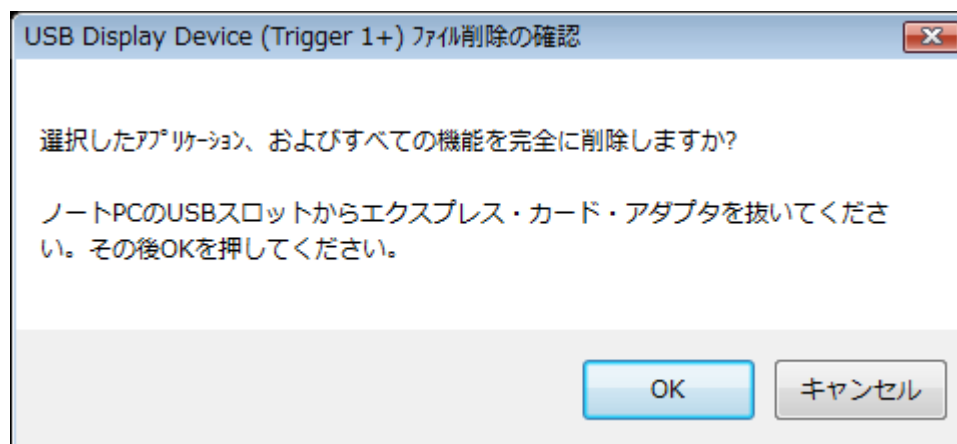 USB Display Device (Trigger 1+) ﾌｧｲﾙ削除の確認
選択したｱﾌﾟﾘｹｰｼｮﾝ、およびすべての機能を完全に削除しますか?
ノートPCのUSBスロットからエクスプレス・カード・アダプタを抜いてくださ
い。その後OKを押してください。
OK
キャンセル